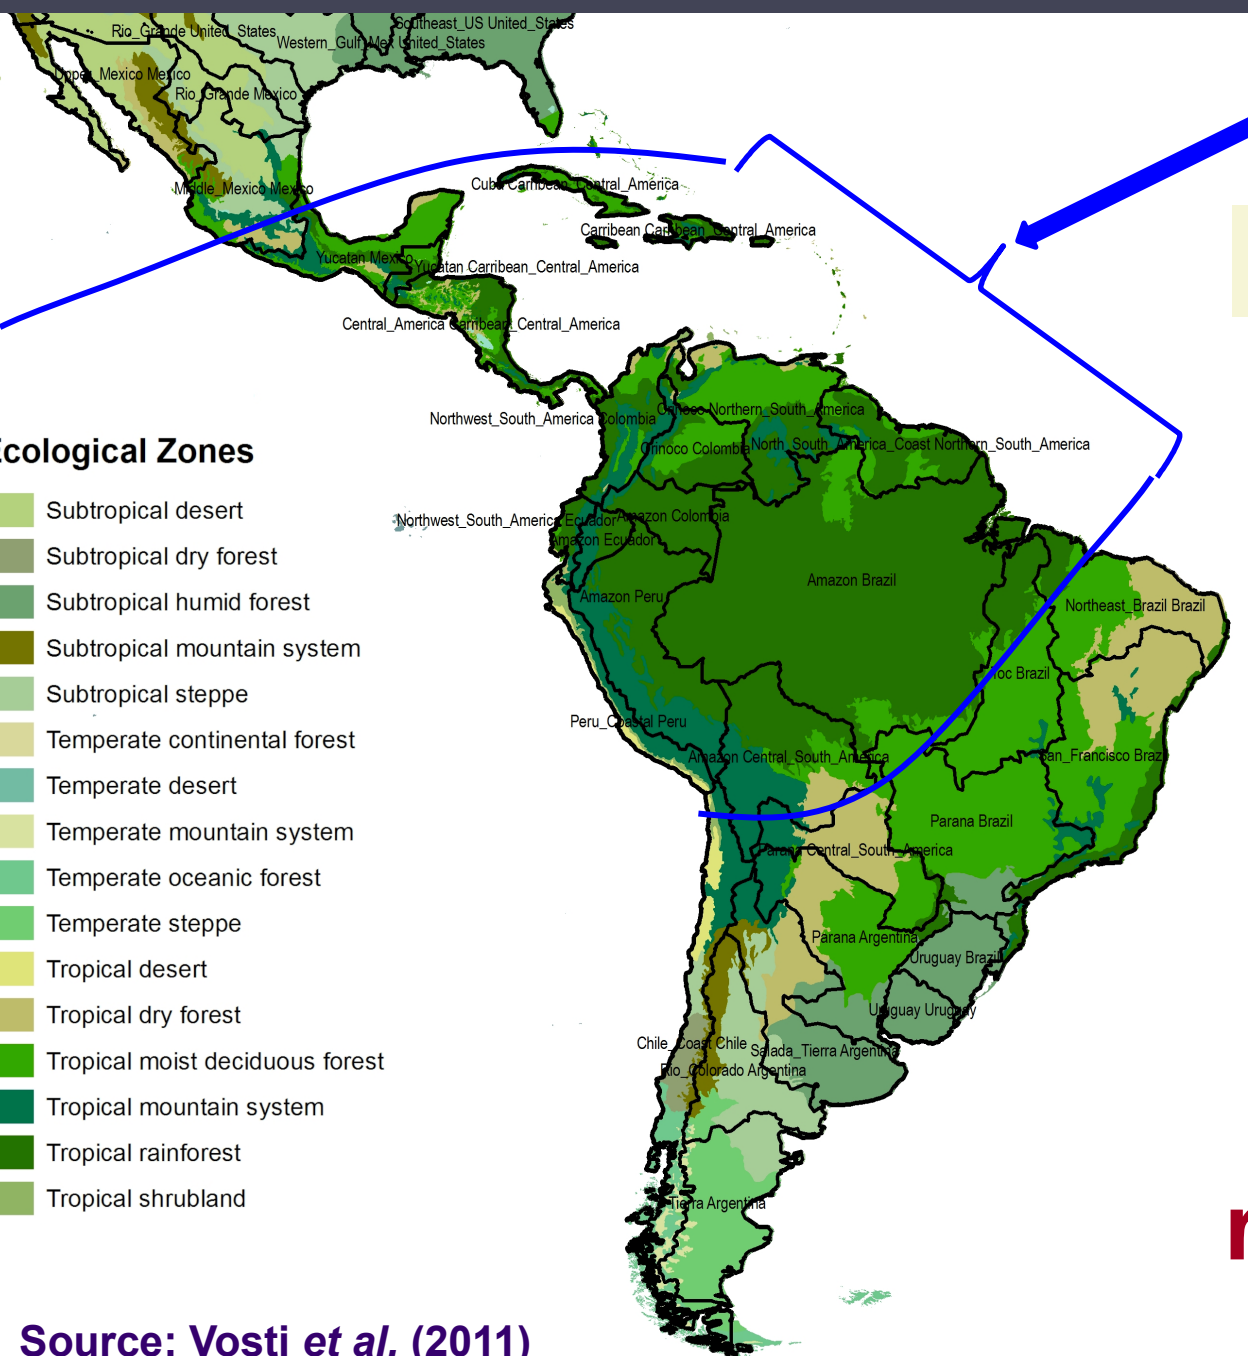 Southeast_US United_States
Rio_Grande United_States
Western_Gulf_Mex United_States
Upper_Mexico Mexico
Rio_Grande Mexico
Middle_Mexico Mexico
Cuba Carribean_Central_America
Carribean Carribean_Central_America
Yucatan Mexico
Yucatan Carribean_Central_America
Central_America Carribean_Central_America
Northwest_South_America Colombia
Orinoco Northern_South_America
Orinoco Colombia
North_South_America_Coast Northern_South_America
Northwest_South_America Ecuador
Amazon Colombia
Amazon Ecuador
Amazon Brazil
Amazon Peru
Northeast_Brazil Brazil
Toc Brazil
Peru_Coastal Peru
Amazon Central_South_America
San_Francisco Brazil
Parana Brazil
Parana Central_South_America
Parana Argentina
Uruguay Brazil
Uruguay Uruguay
Chile_Coast Chile
Salada_Tierra Argentina
Rio_Colorado Argentina
Tierra Argentina
Ecological Zones
Subtropical desert
Subtropical dry forest
Subtropical humid forest
Subtropical mountain system
Subtropical steppe
Temperate continental forest
Temperate desert
Temperate mountain system
Temperate oceanic forest
Temperate steppe
Tropical desert
Tropical dry forest
Tropical moist deciduous forest
Tropical mountain system
Tropical rainforest
Tropical shrubland
Source: Vosti et al. (2011)